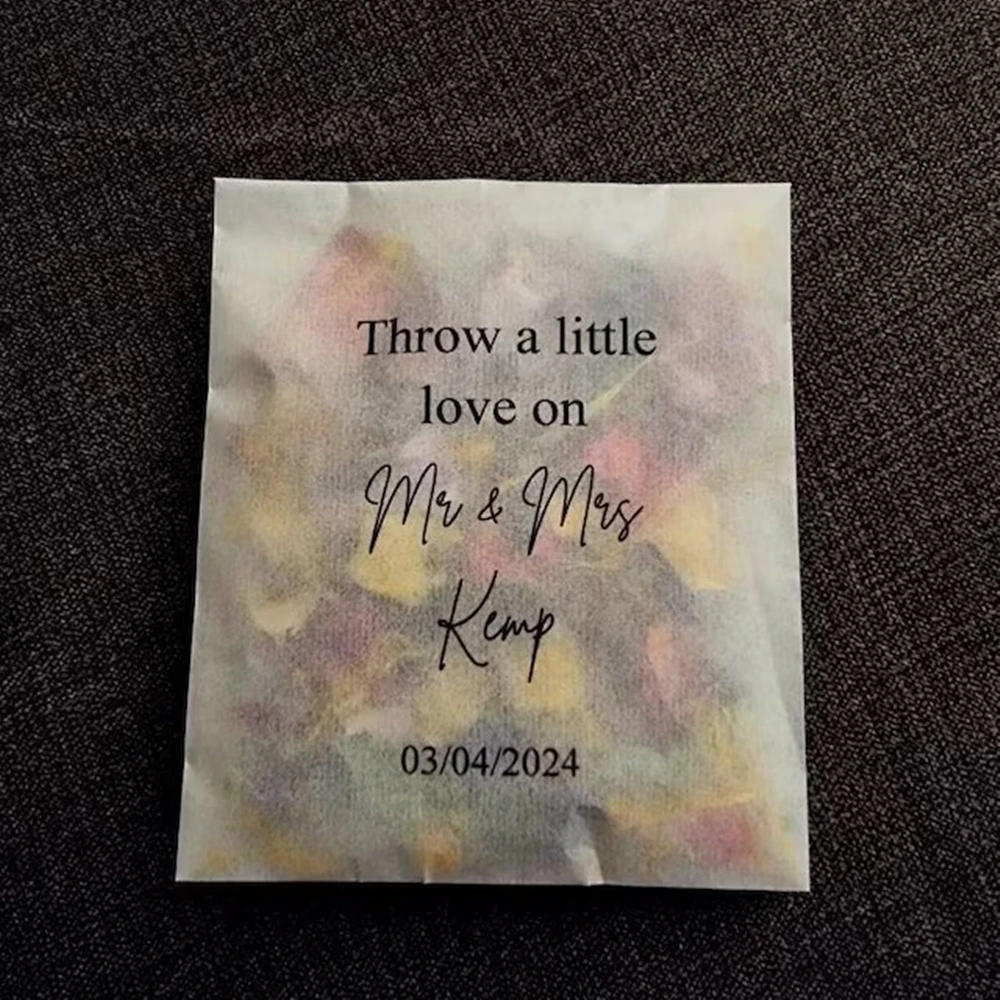 Throw a little
love on
Mr & Mrs
Kemp
03/04/2024